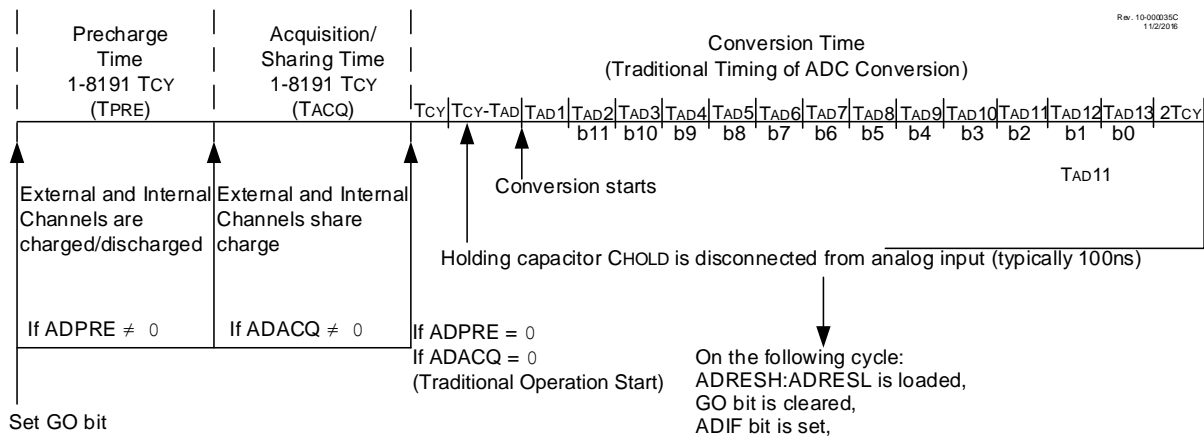 Rev. 10-000035C
11/2/2016
Precharge
Time
1-8191 TCY
(TPRE)
Acquisition/
Sharing Time
1-8191 TCY
(TACQ)
Conversion Time
(Traditional Timing of ADC Conversion)
TCY TCY-TAD TAD1 TAD2 TAD3 TAD4 TAD5 TAD6 TAD7 TAD8 TAD9 TAD10 TAD11 TAD12 TAD13 2TCY
b11 b10 b9 b8 b7 b6 b5 b4 b3 b2 b1 b0
TAD11
External and Internal
Channels are
charged/discharged
External and Internal
Channels share
charge
Conversion starts
Holding capacitor CHOLD is disconnected from analog input (typically 100ns)
If ADPRE ≠ 0
If ADACQ ≠ 0
If ADPRE = 0
If ADACQ = 0
(Traditional Operation Start)
On the following cycle:
ADRESH:ADRESL is loaded,
GO bit is cleared,
ADIF bit is set,
Set GO bit